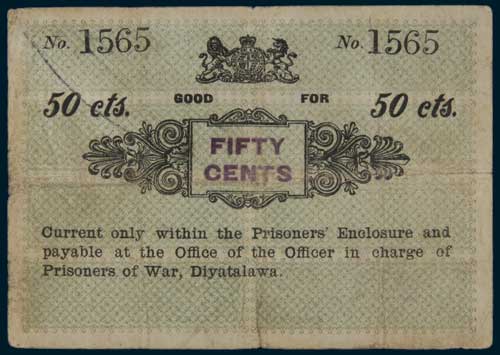 No. 1565 No. 1565
50 cts. GOOD FOR 50 cts.
FIFTY
CENTS
Current only within the Prisoners' Enclosure and
payable at the Office of the Officer in charge of
Prisoners of War, Diyatalawa.